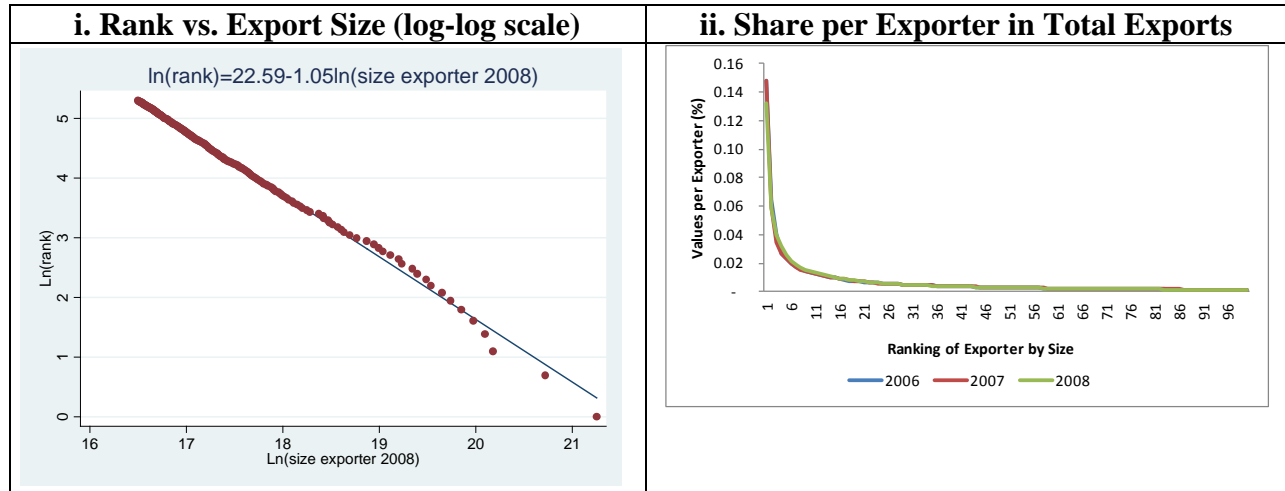 i. Rank vs. Export Size (log-log scale)
ln(rank)=22.59-1.05ln(size exporter 2008)
Ln(rank)
5
4
3
2
1
0
16 17 18 19 20 21
Ln(size exporter 2008)
ii. Share per Exporter in Total Exports
Values per Exporter (%)
0.16
0.14
0.12
0.10
0.08
0.06
0.04
0.02
-
1 6 11 16 21 26 31 36 41 46 51 56 61 66 71 76 81 86 91 96
Ranking of Exporter by Size
2006 2007 2008